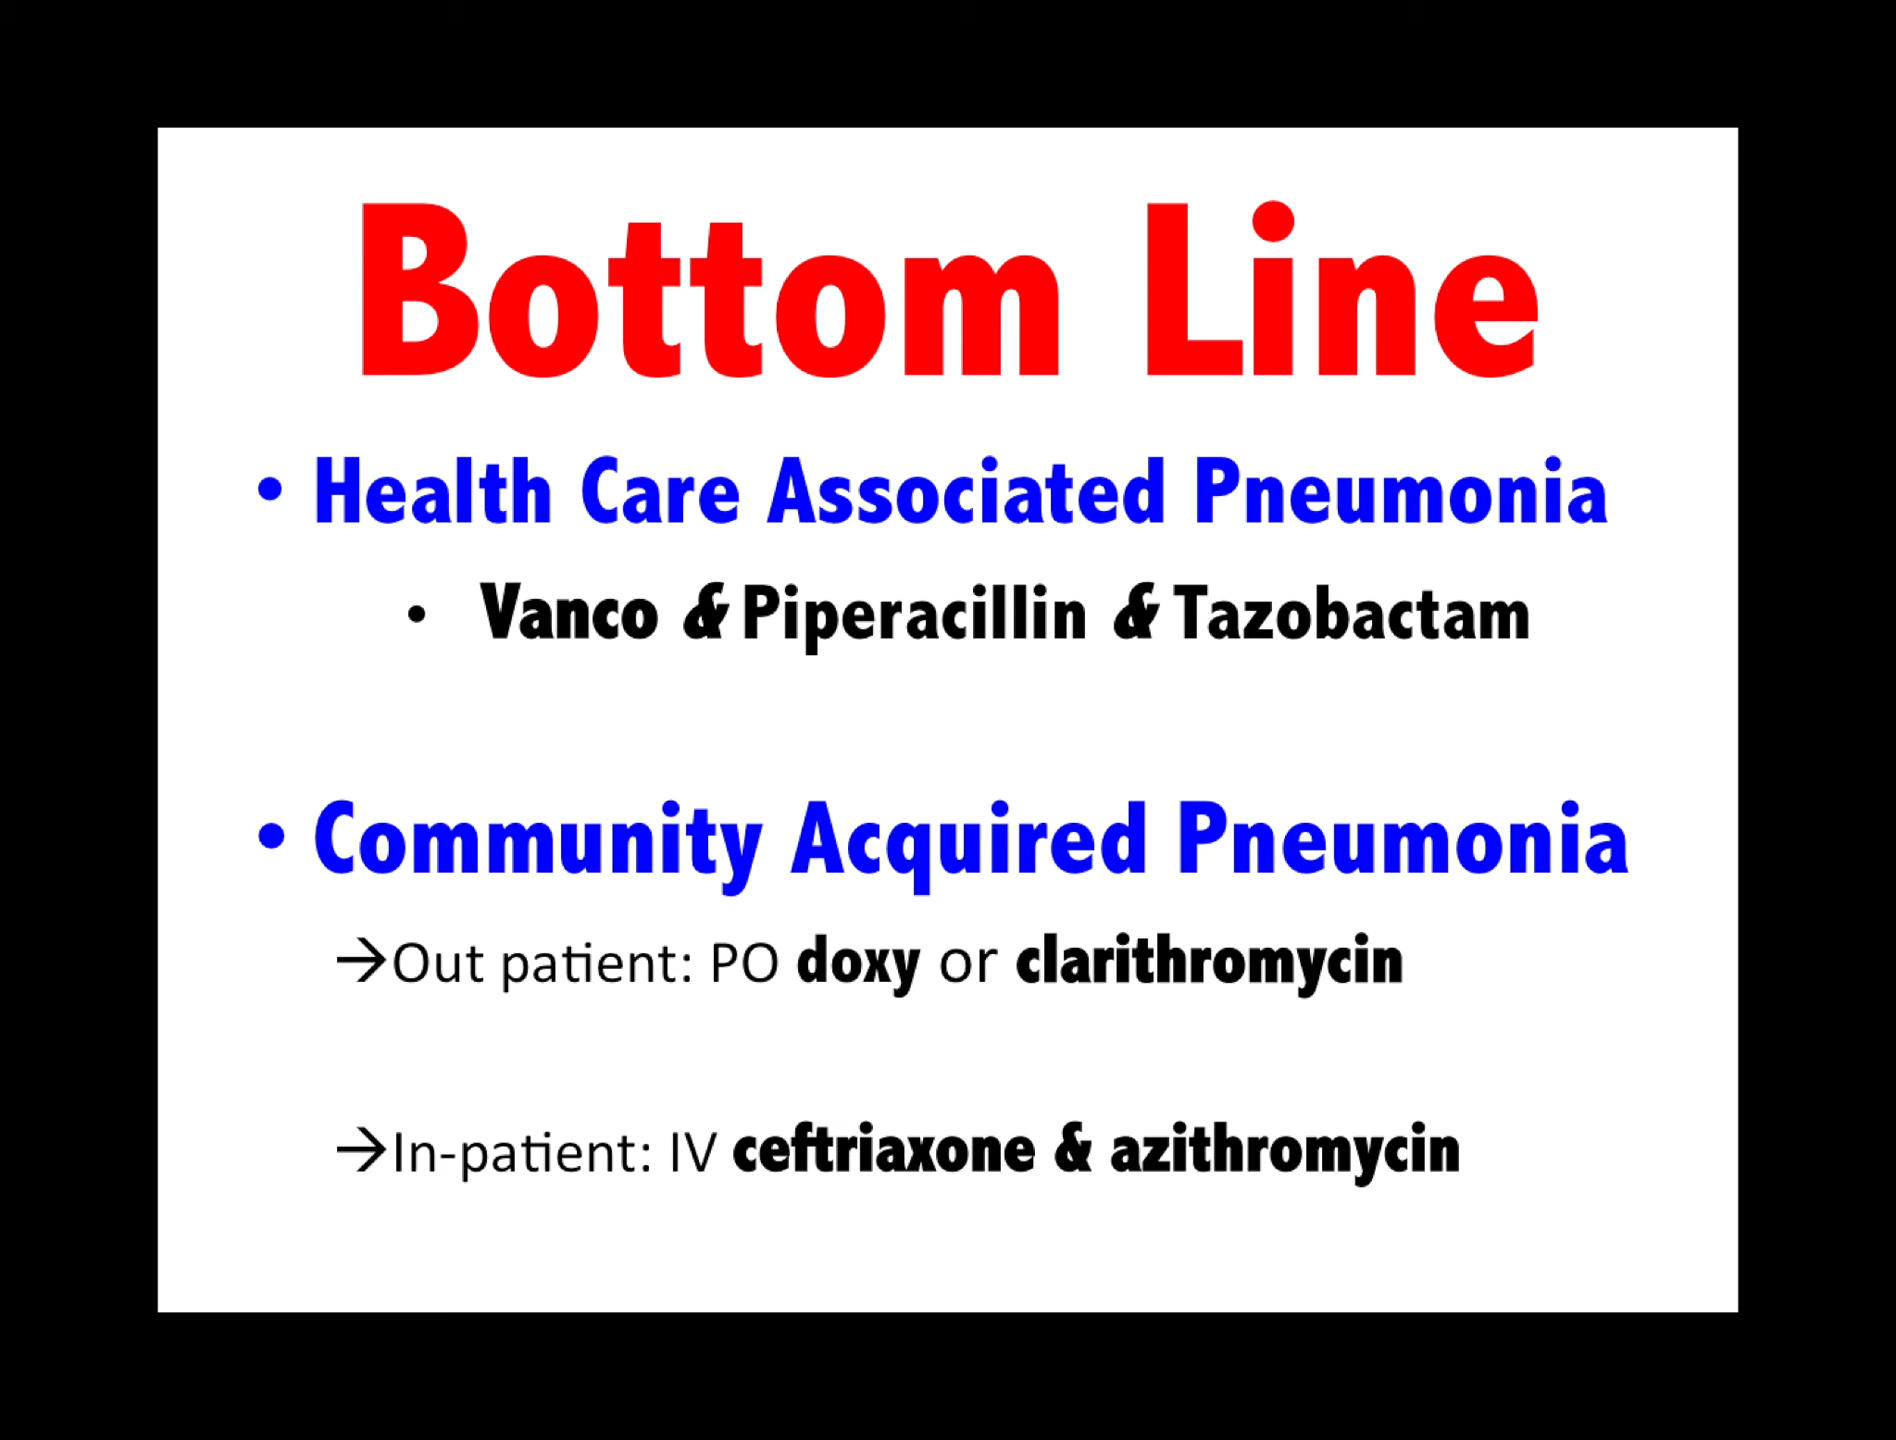 Bottom Line
• Health Care Associated Pneumonia
• Vanco & Piperacillin & Tazobactam
• Community Acquired Pneumonia
→Out patient: PO doxy or clarithromycin
→In-patient: IV ceftriaxone & azithromycin